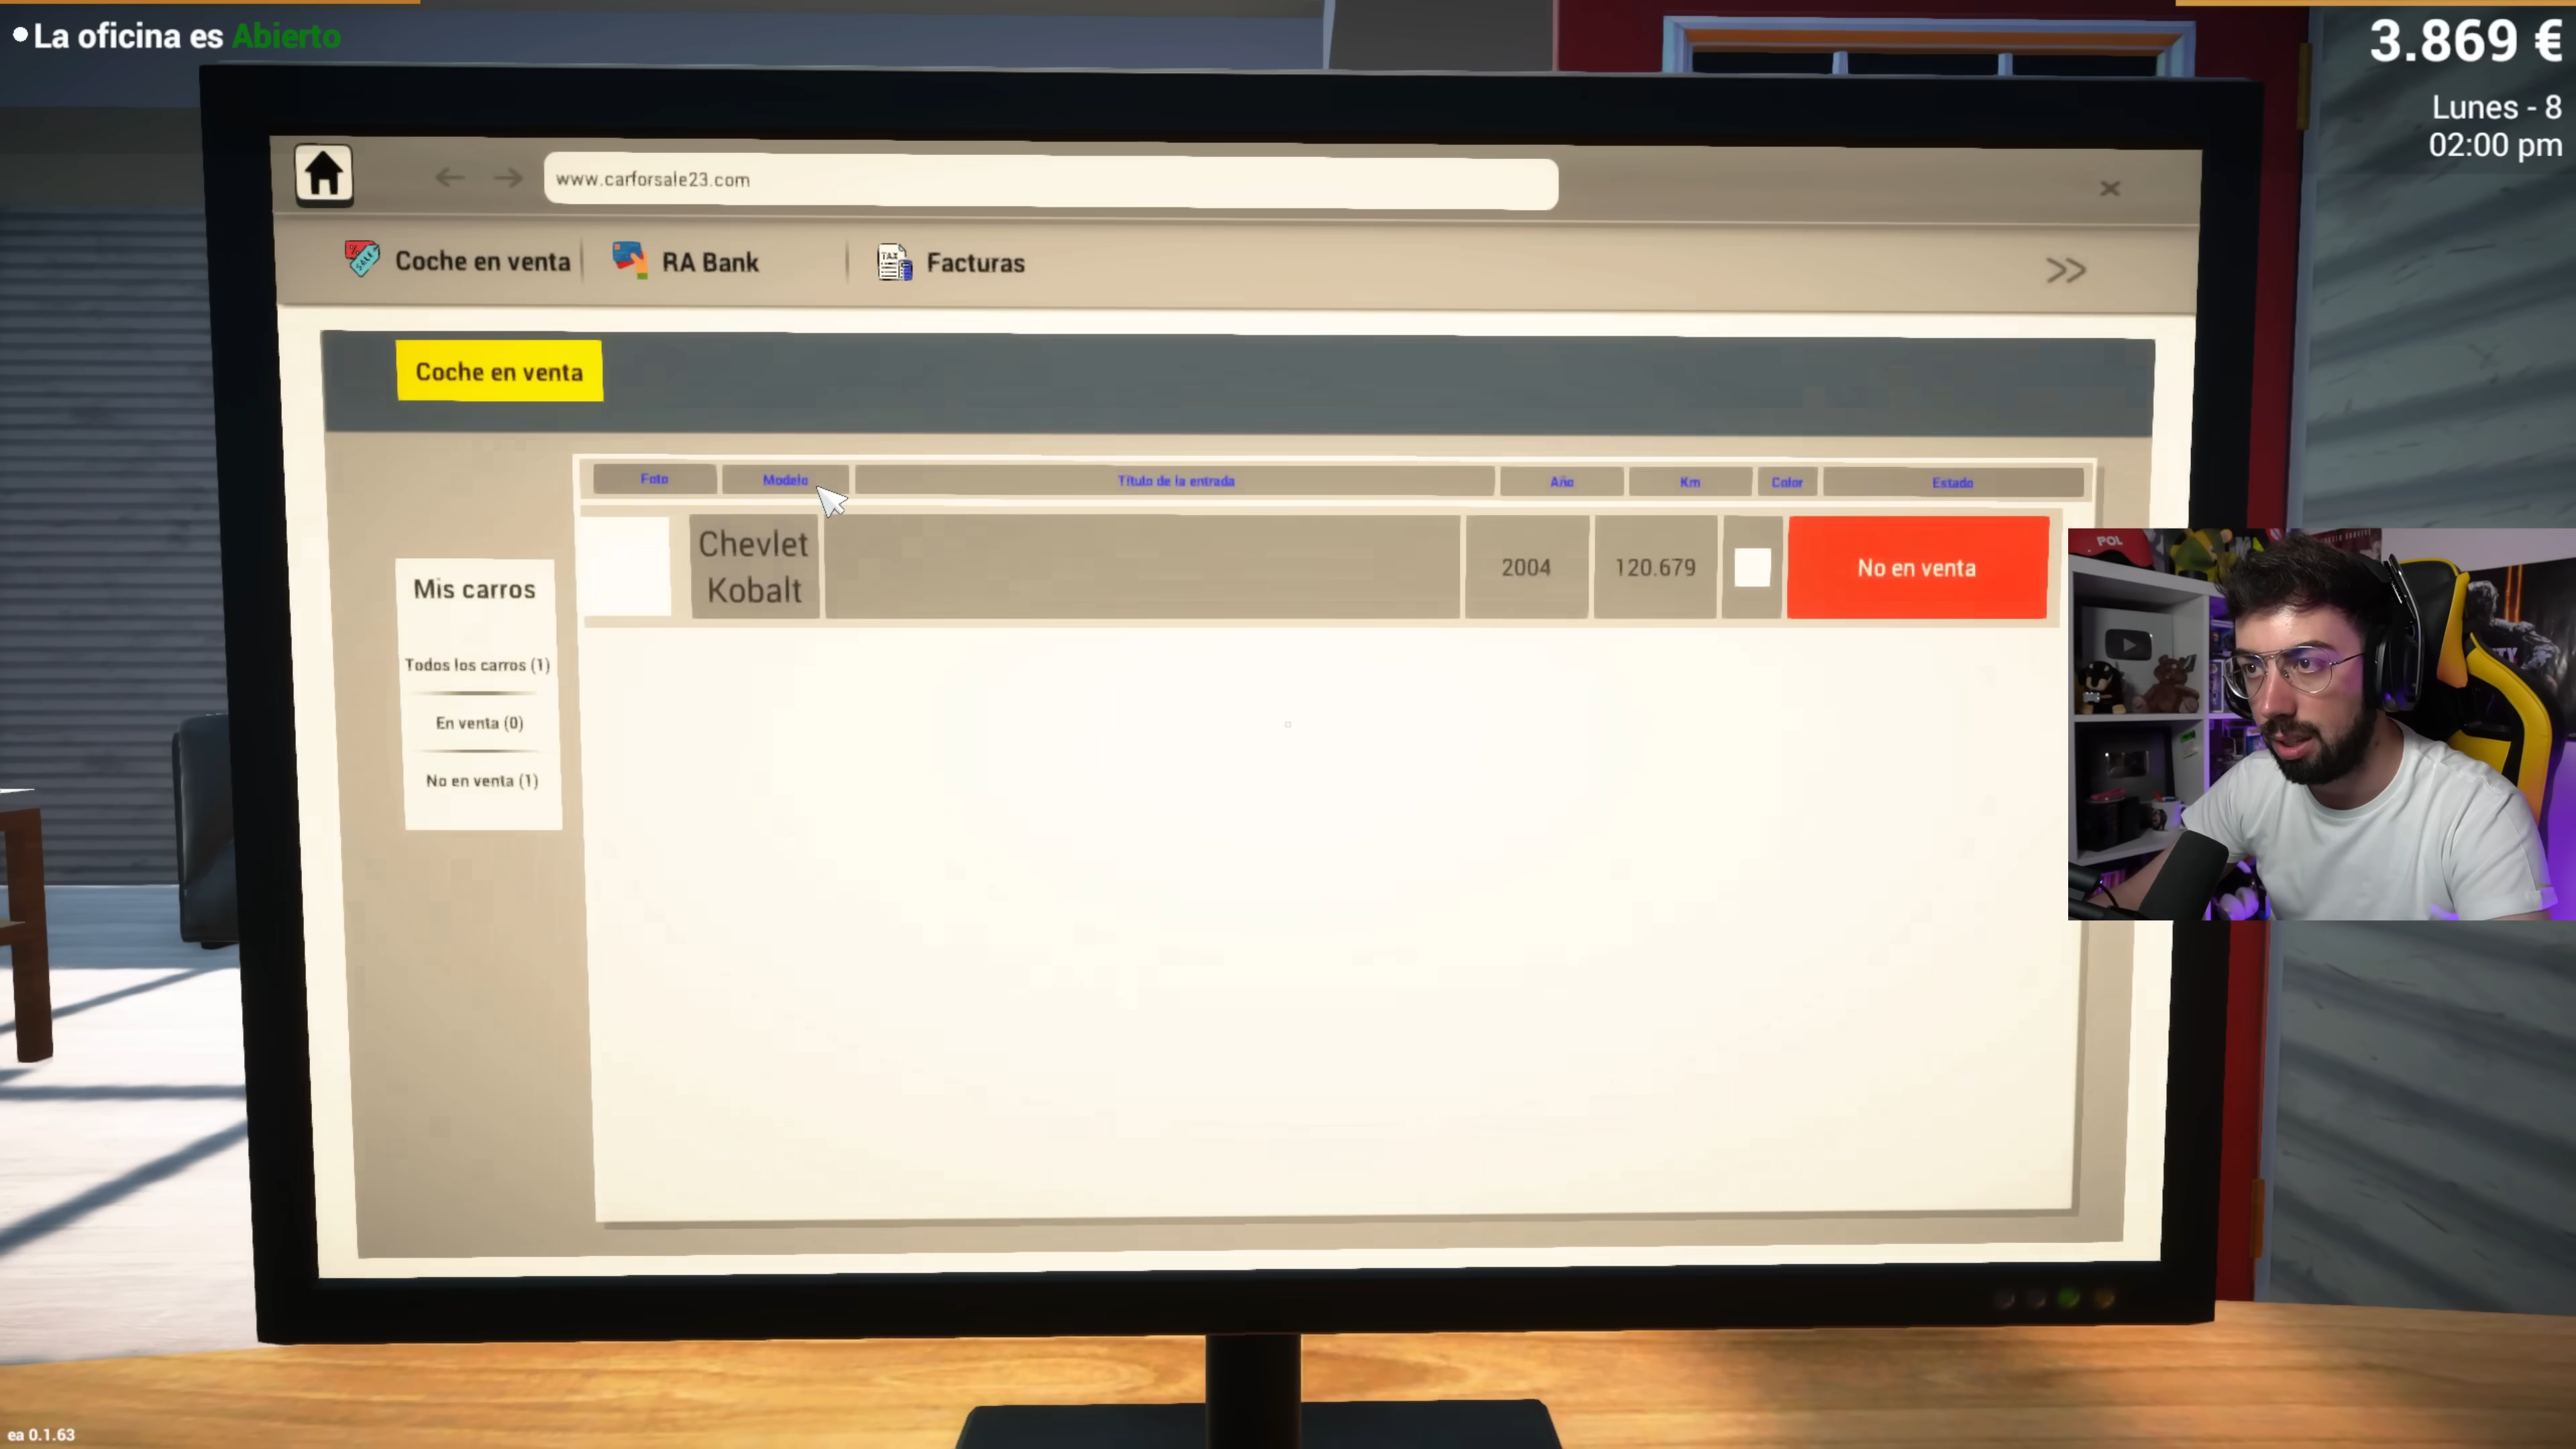 La oficina es Abierto
3.869 €
Lunes - 8
02:00 pm
www.carforsale23.com
Coche en venta
RA Bank
TAX
Facturas
Coche en venta
Foto
Modelo
Título de la entrada
Año
Km
Color
Estado
Chevlet
Kobalt
2004
120.679
No en venta
Mis carros
Todos los carros (1)
En venta (0)
No en venta (1)
POL
ea 0.1.63